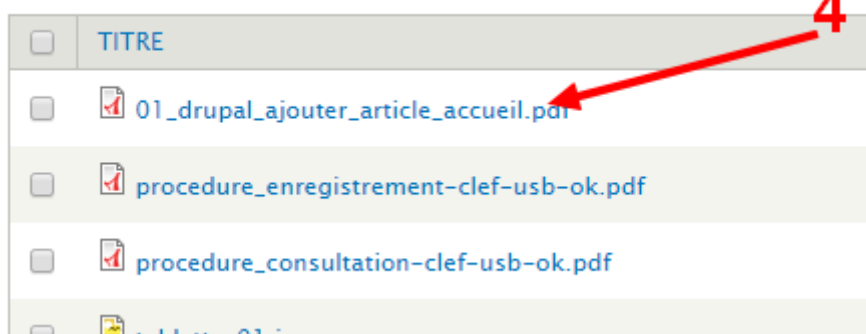 4
TITRE
01_drupal_ajouter_article_accueil.pdf
procedure_enregistrement-clef-usb-ok.pdf
procedure_consultation-clef-usb-ok.pdf